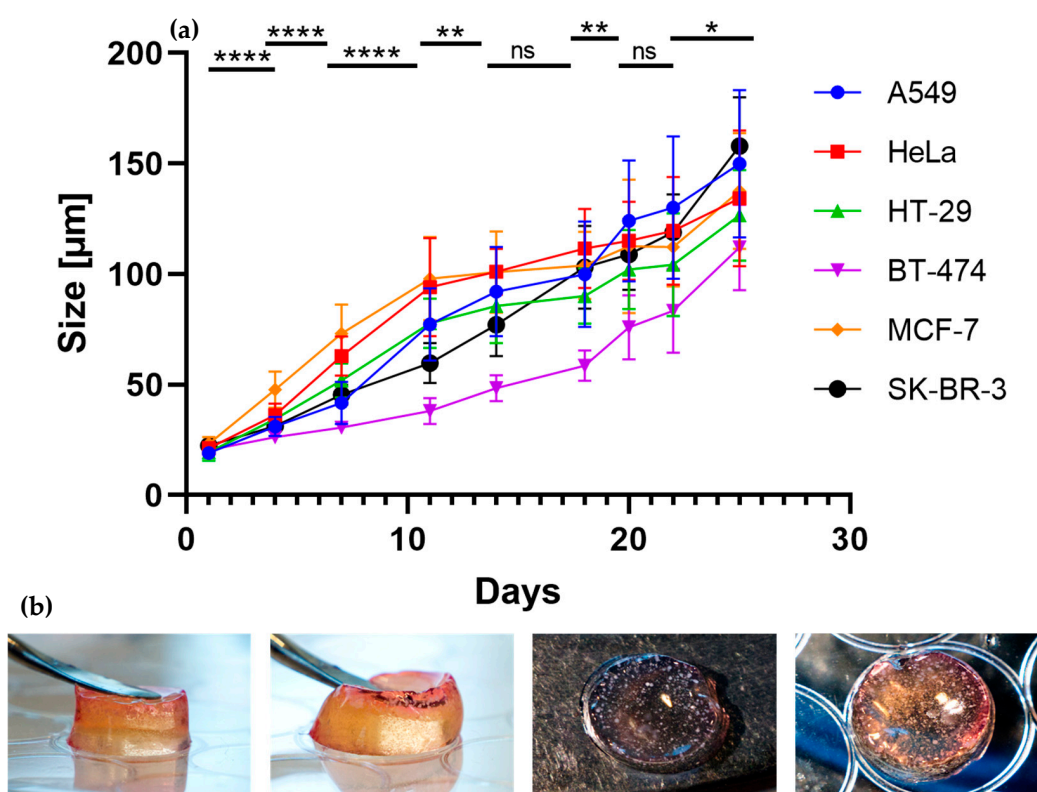 (a)
**** **** **** ** ns ** ns *
200
150
100
50
0
Size [µm]
0 10 20 30
Days
A549
HeLa
HT-29
BT-474
MCF-7
SK-BR-3
(b)